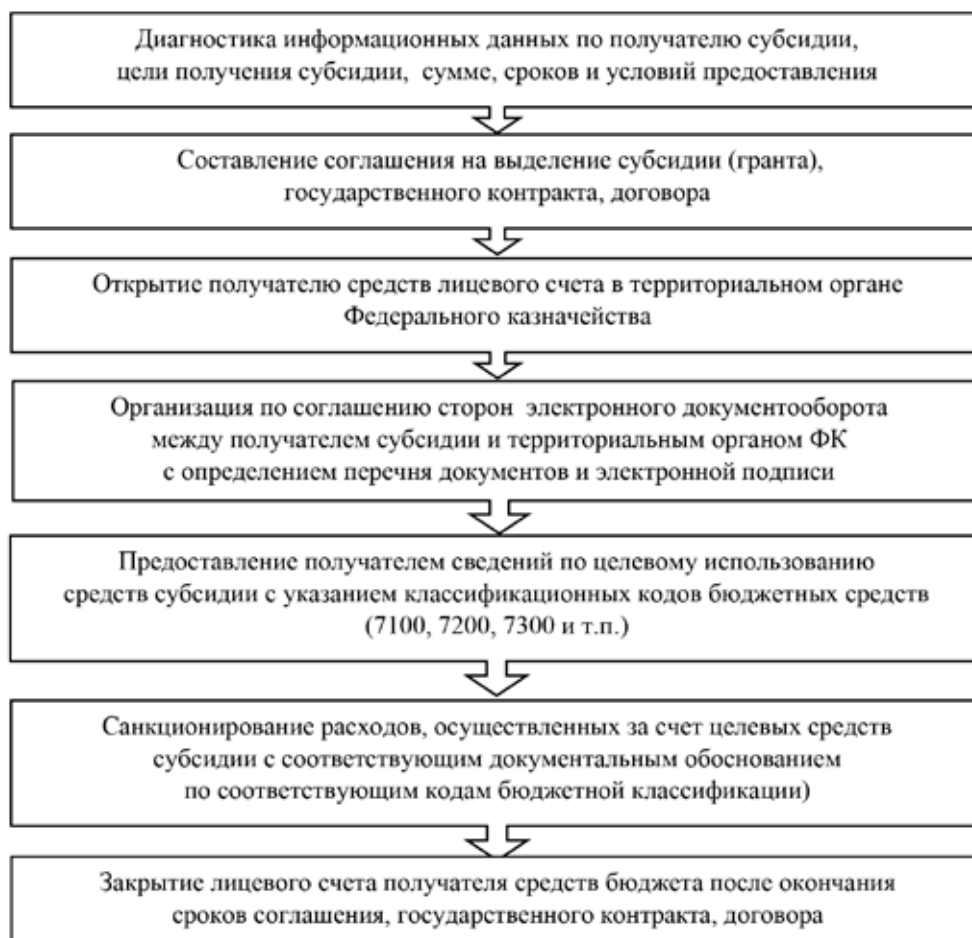 Диагностика информационных данных по получателю субсидии,
цели получения субсидии, сумме, сроков и условий предоставления
Составление соглашения на выделение субсидии (гранта),
государственного контракта, договора
Открытие получателю средств лицевого счета в территориальном органе
Федерального казначейства
Организация по соглашению сторон электронного документооборота
между получателем субсидии и территориальным органом ФК
с определением перечня документов и электронной подписи
Предоставление получателем сведений по целевому использованию
средств субсидии с указанием классификационных кодов бюджетных средств
(7100, 7200, 7300 и т.п.)
Санкционирование расходов, осуществленных за счет целевых средств
субсидии с соответствующим документальным обоснованием
по соответствующим кодам бюджетной классификации)
Закрытие лицевого счета получателя средств бюджета после окончания
сроков соглашения, государственного контракта, договора